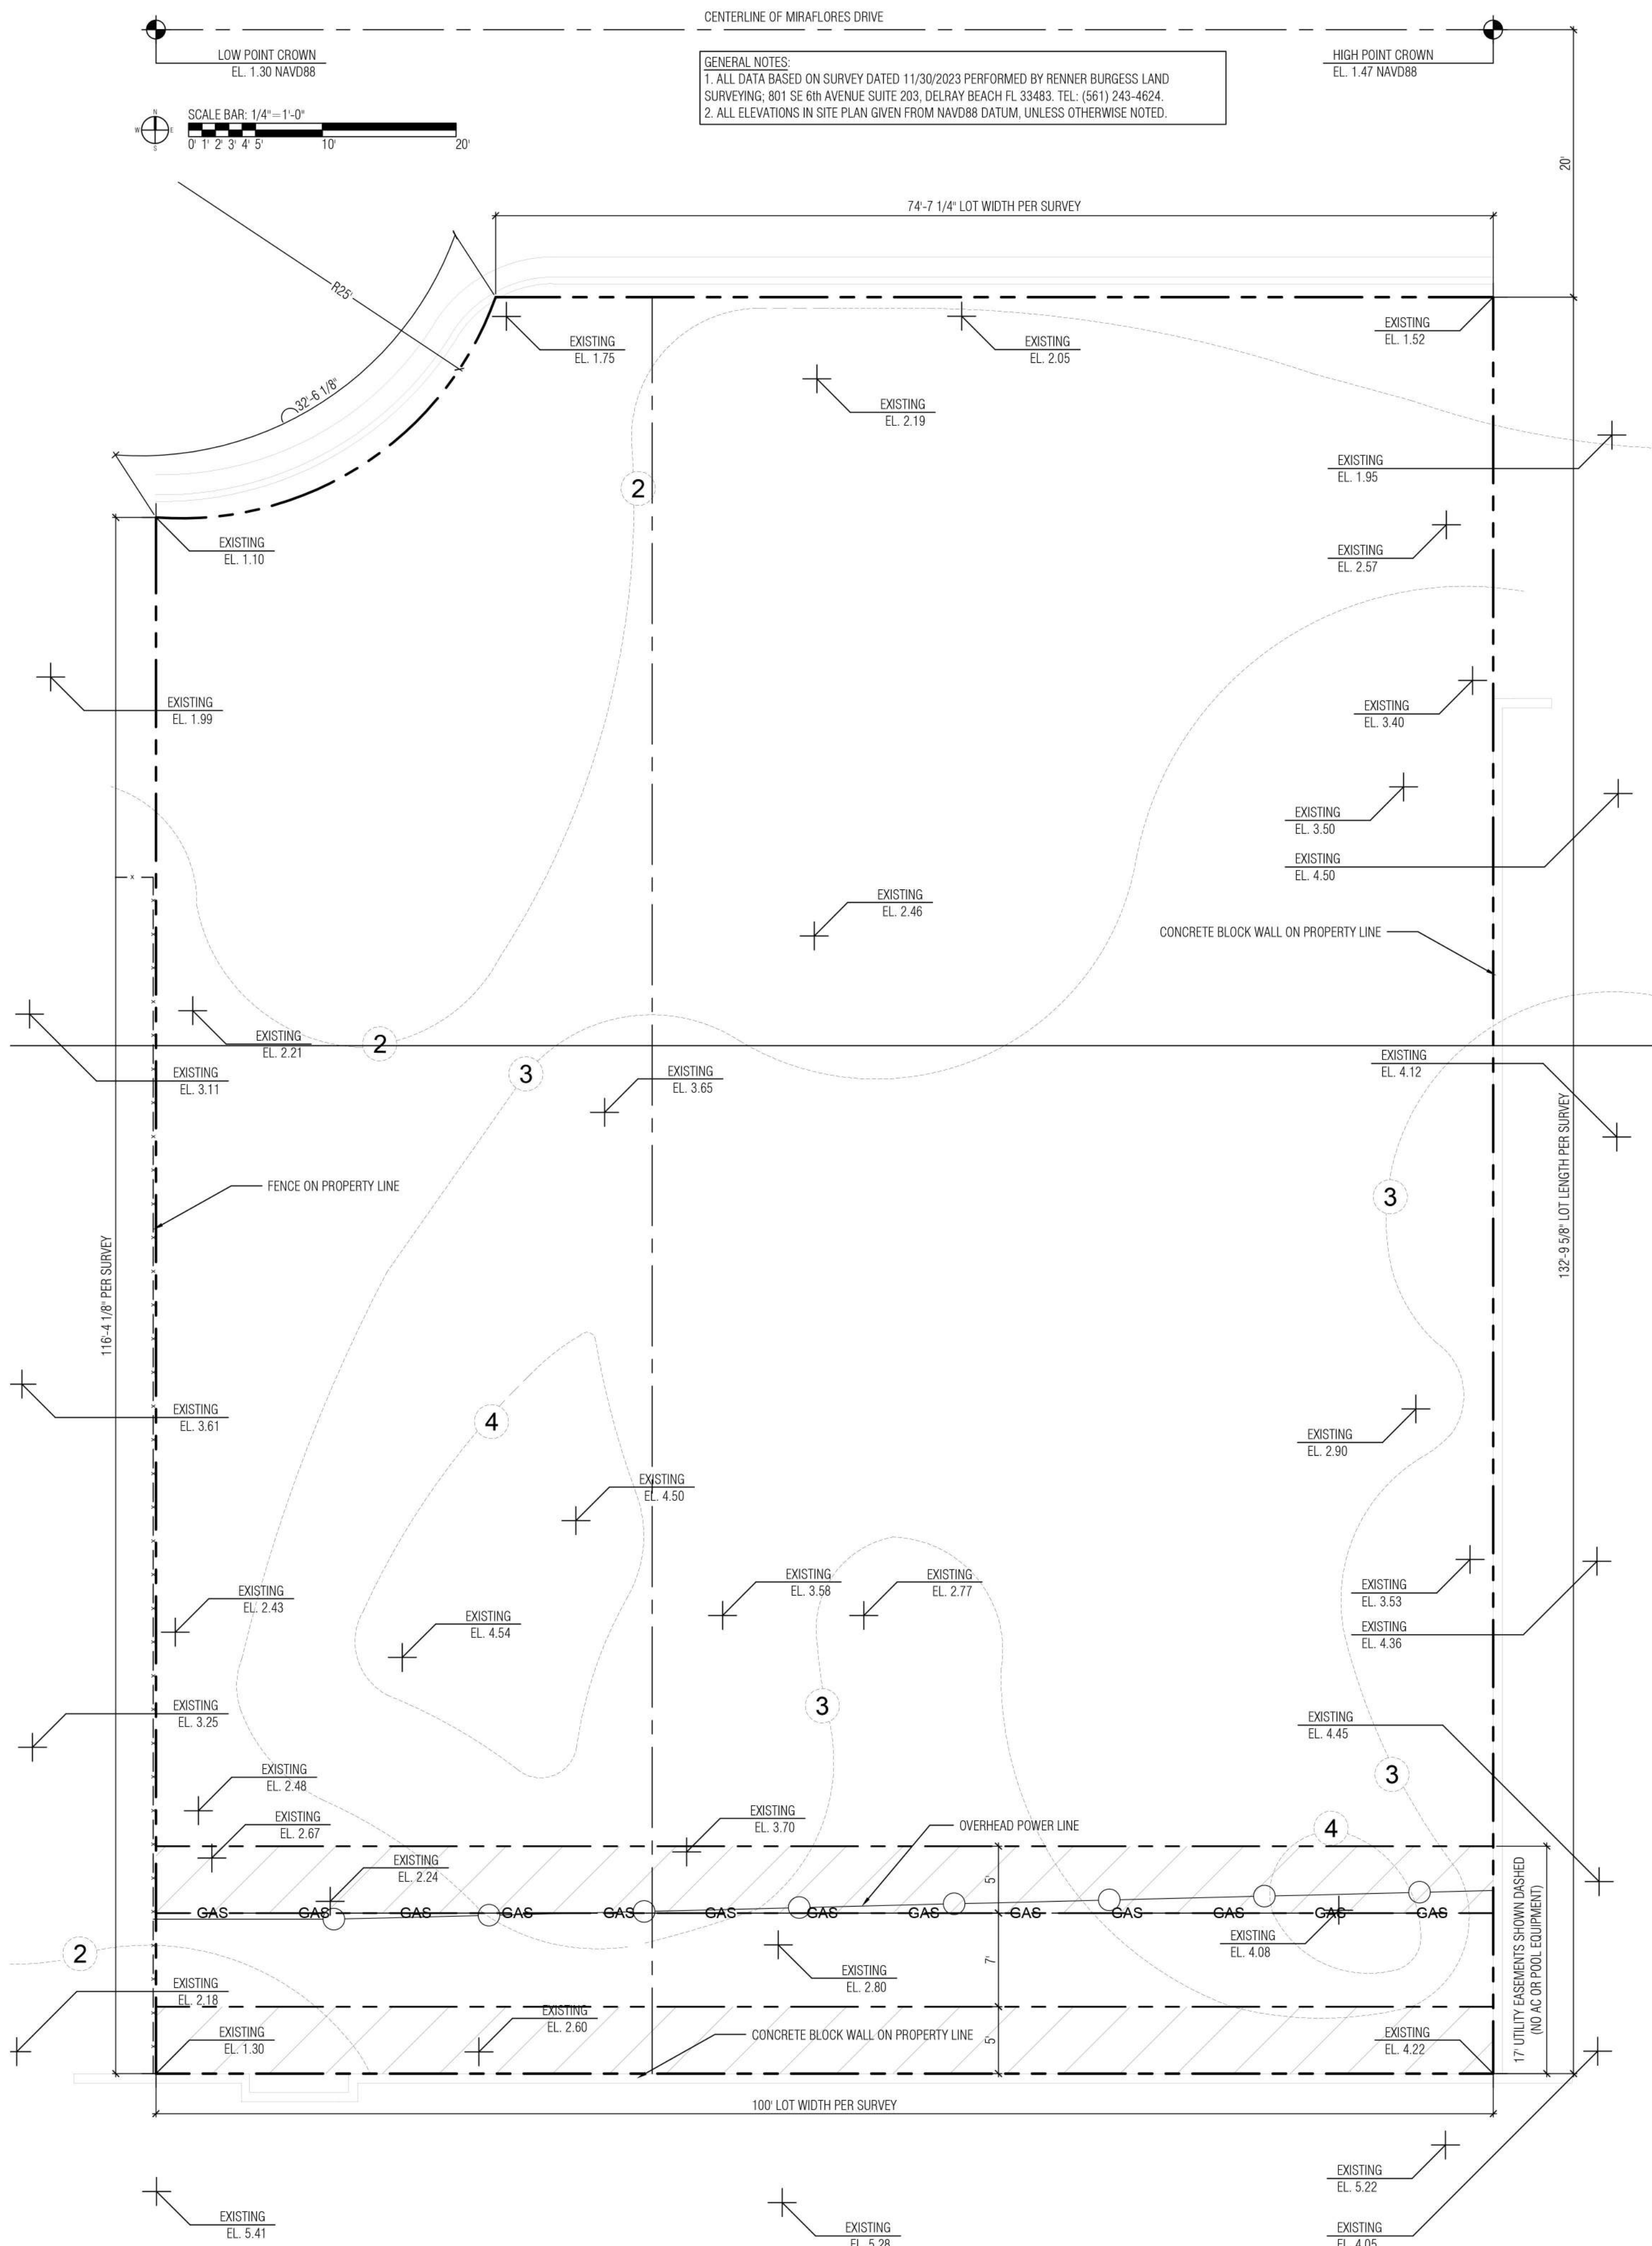 CENTERLINE OF MIRAFLORES DRIVE
LOW POINT CROWN
EL. 1.30 NAVD88
HIGH POINT CROWN
EL. 1.47 NAVD88
GENERAL NOTES:
1. ALL DATA BASED ON SURVEY DATED 11/30/2023 PERFORMED BY RENNER BURGESS LAND
SURVEYING; 801 SE 6th AVENUE SUITE 203, DELRAY BEACH FL 33483. TEL: (561) 243-4624.
2. ALL ELEVATIONS IN SITE PLAN GIVEN FROM NAVD88 DATUM, UNLESS OTHERWISE NOTED.
N
W
E
S
SCALE BAR: 1/4"=1'-0"
0' 1' 2' 3' 4' 5' 10' 20'
20'
74'-7 1/4" LOT WIDTH PER SURVEY
R25'
32'-6 1/8"
EXISTING
EL. 1.75
EXISTING
EL. 2.05
EXISTING
EL. 1.52
EXISTING
EL. 2.19
EXISTING
EL. 1.95
2
EXISTING
EL. 1.10
EXISTING
EL. 2.57
EXISTING
EL. 1.99
EXISTING
EL. 3.40
EXISTING
EL. 3.50
EXISTING
EL. 4.50
x
EXISTING
EL. 2.46
CONCRETE BLOCK WALL ON PROPERTY LINE
EXISTING
EL. 2.21
2
EXISTING
EL. 3.11
3
EXISTING
EL. 3.65
EXISTING
EL. 4.12
FENCE ON PROPERTY LINE
3
116'-4 1/8" PER SURVEY
132'-9 5/8" LOT LENGTH PER SURVEY
EXISTING
EL. 3.61
4
EXISTING
EL. 2.90
EXISTING
EL. 4.50
EXISTING
EL. 2.43
EXISTING
EL. 4.54
EXISTING
EL. 3.58
EXISTING
EL. 2.77
EXISTING
EL. 3.53
EXISTING
EL. 4.36
EXISTING
EL. 3.25
3
EXISTING
EL. 4.45
EXISTING
EL. 2.48
3
EXISTING
EL. 2.67
EXISTING
EL. 3.70
OVERHEAD POWER LINE
4
EXISTING
EL. 2.24
5'
GAS GAS GAS GAS GAS GAS GAS GAS GAS GAS GAS GAS GAS
EXISTING
EL. 4.08
2
7'
EXISTING
EL. 2.80
EXISTING
EL. 2.18
EXISTING
EL. 2.60
EXISTING
EL. 1.30
CONCRETE BLOCK WALL ON PROPERTY LINE
5'
EXISTING
EL. 4.22
17' UTILITY EASEMENTS SHOWN DASHED
(NO AC OR POOL EQUIPMENT)
100' LOT WIDTH PER SURVEY
EXISTING
EL. 5.22
EXISTING
EL. 5.41
EXISTING
EL. 5.28
EXISTING
EL. 4.05